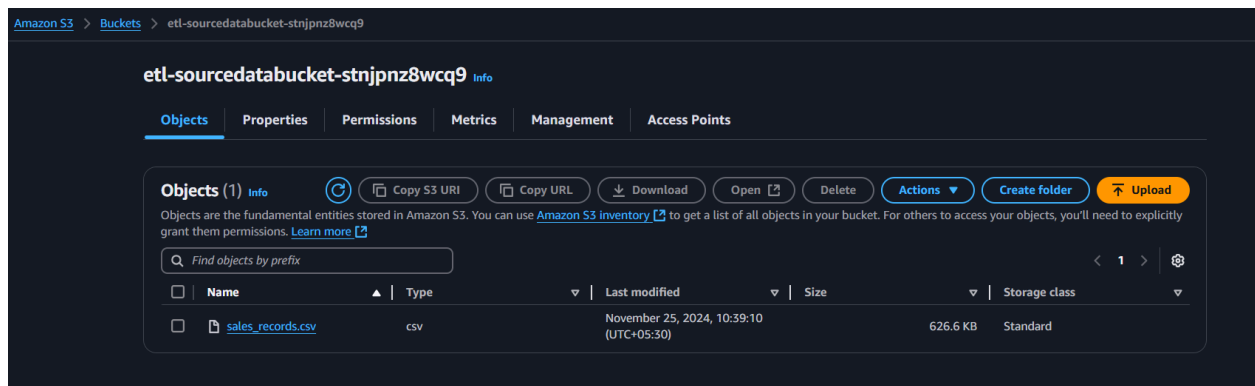 Amazon S3 > Buckets > etl-sourcedatabucket-stnjpnz8wcq9
etl-sourcedatabucket-stnjpnz8wcq9 Info
Objects Properties Permissions Metrics Management Access Points
Objects (1) Info Copy S3 URI Copy URL Download Open Delete Actions Create folder Upload
Objects are the fundamental entities stored in Amazon S3. You can use Amazon S3 inventory to get a list of all objects in your bucket. For others to access your objects, you'll need to explicitly
grant them permissions. Learn more
Find objects by prefix < 1 >
Name Type Last modified Size Storage class
sales_records.csv csv November 25, 2024, 10:39:10 626.6 KB Standard
(UTC+05:30)